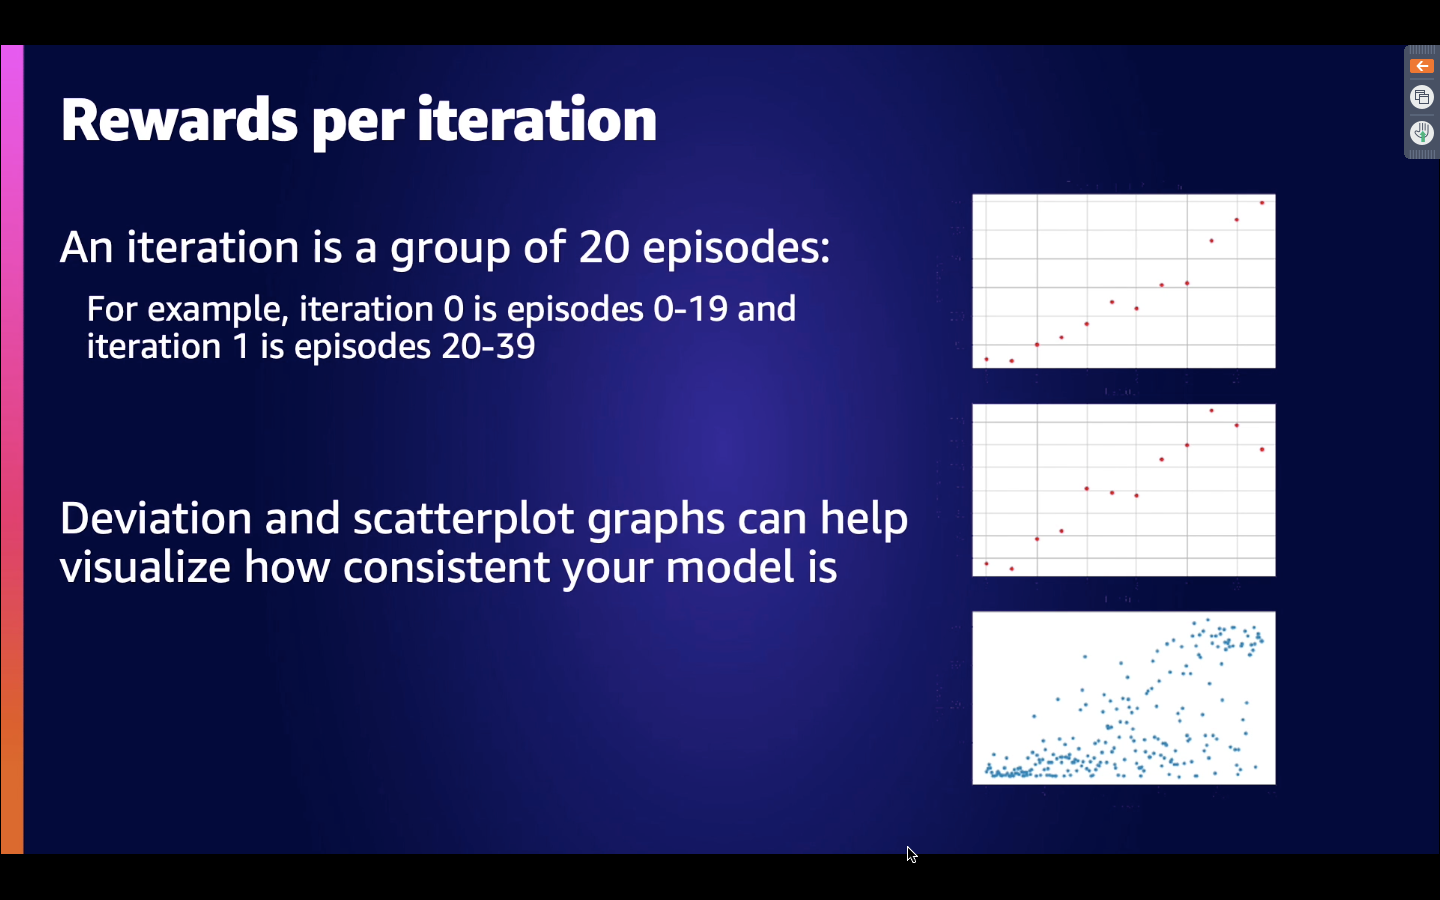 Rewards per iteration
An iteration is a group of 20 episodes:
For example, iteration 0 is episodes 0-19 and
iteration 1 is episodes 20-39
Deviation and scatterplot graphs can help
visualize how consistent your model is